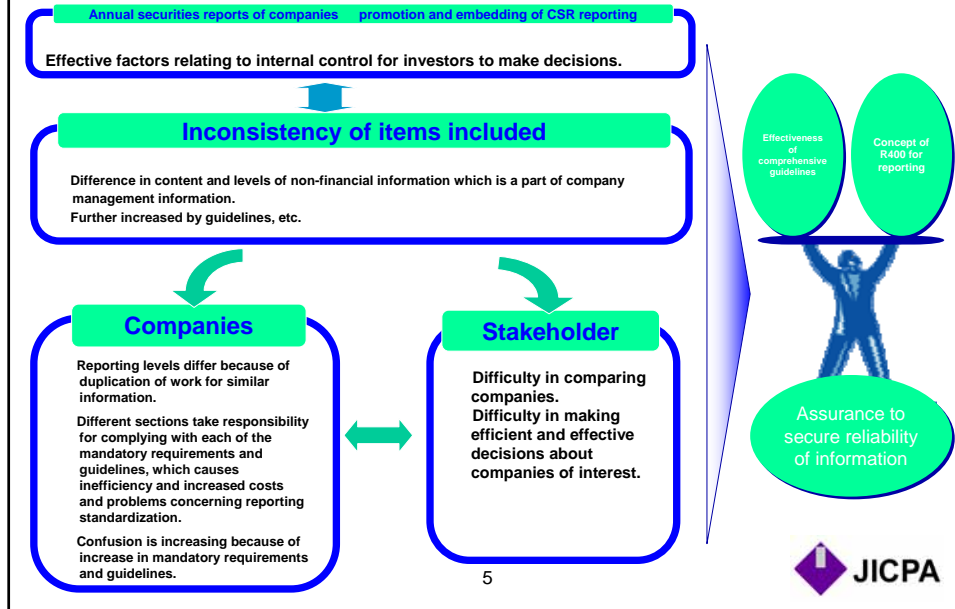 Annual securities reports of companies promotion and embedding of CSR reporting
Effective factors relating to internal control for investors to make decisions.
Inconsistency of items included
Difference in content and levels of non-financial information which is a part of company
management information.
Further increased by guidelines, etc.
Companies
Reporting levels differ because of
duplication of work for similar
information.
Different sections take responsibility
for complying with each of the
mandatory requirements and
guidelines, which causes
inefficiency and increased costs
and problems concerning reporting
standardization.
Confusion is increasing because of
increase in mandatory requirements
and guidelines.
Stakeholder
Difficulty in comparing
companies.
Difficulty in making
efficient and effective
decisions about
companies of interest.
Effectiveness
of
comprehensive
guidelines
Concept of
R400 for
reporting
Assurance to
secure reliability
of information
5
JICPA